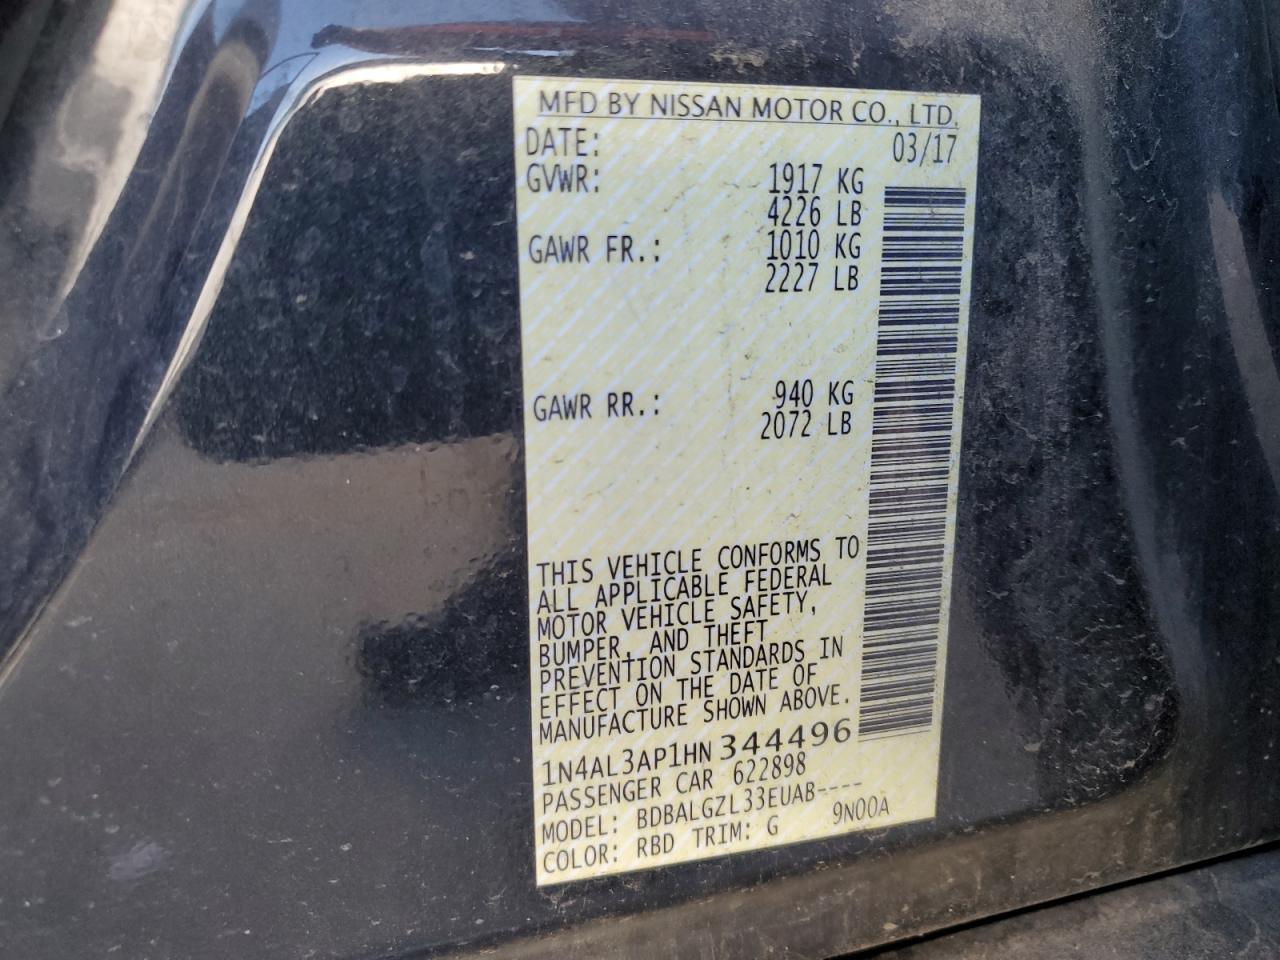 MFD BY NISSAN MOTOR CO., LTD.
DATE: 03/17
GVWR: 1917 KG
4226 LB
GAWR FR.: 1010 KG
2227 LB
GAWR RR.: 940 KG
2072 LB
THIS VEHICLE CONFORMS TO
ALL APPLICABLE FEDERAL
MOTOR VEHICLE SAFETY,
BUMPER, AND THEFT
PREVENTION STANDARDS IN
EFFECT ON THE DATE OF
MANUFACTURE SHOWN ABOVE.
1N4AL3AP1HN344496
PASSENGER CAR 622898
MODEL: BDBALGZL33EUAB----
COLOR: RBD TRIM: G 9N00A